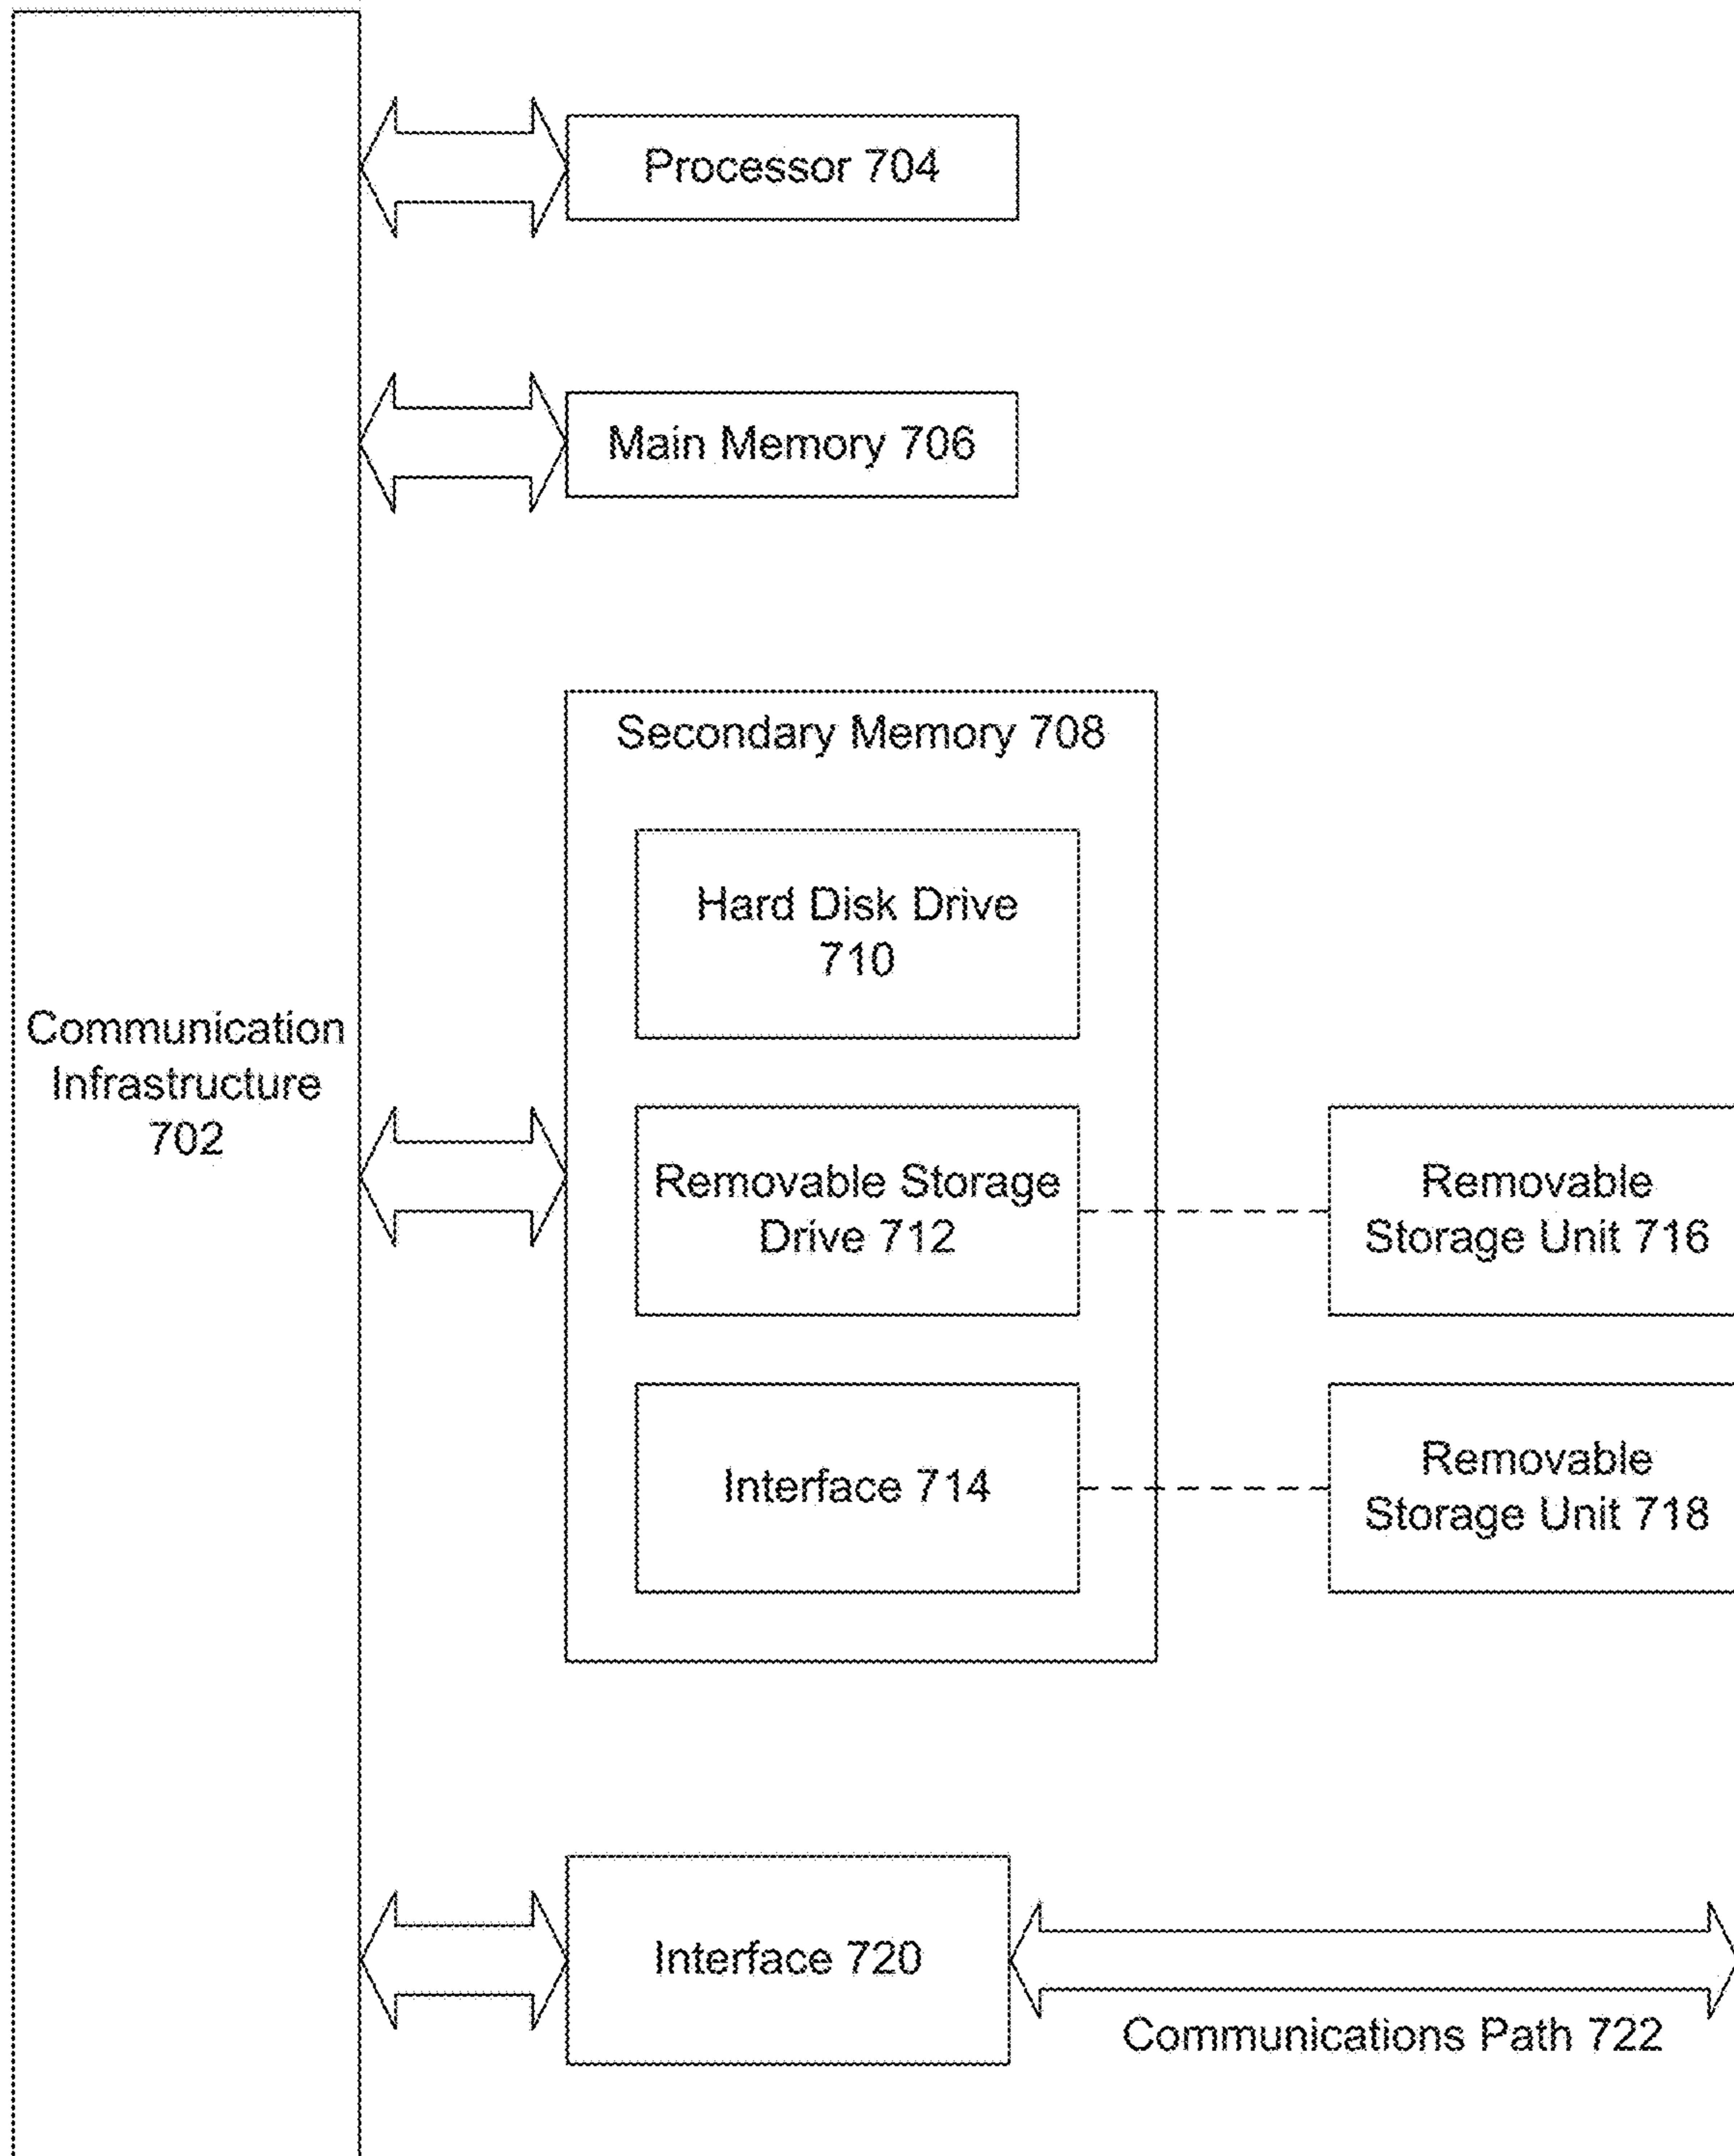 Processor 704
Main Memory 706
Secondary Memory 708
Hard Disk Drive
710
Communication
Infrastructure
702
Removable Storage
Drive 712
Removable
Storage Unit 716
Interface 714
Removable
Storage Unit 718
Interface 720
Communications Path 722